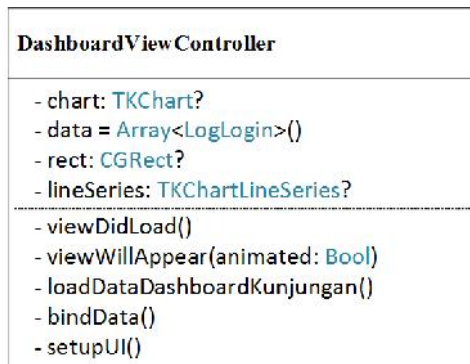 DashboardViewController
- chart: TKChart?
- data = Array<LogLogin>()
- rect: CGRect?
- lineSeries: TKChartLineSeries?
- viewDidLoad()
- viewWillAppear(animated: Bool)
- loadDataDashboardKunjungan()
- bindData()
- setupUI()